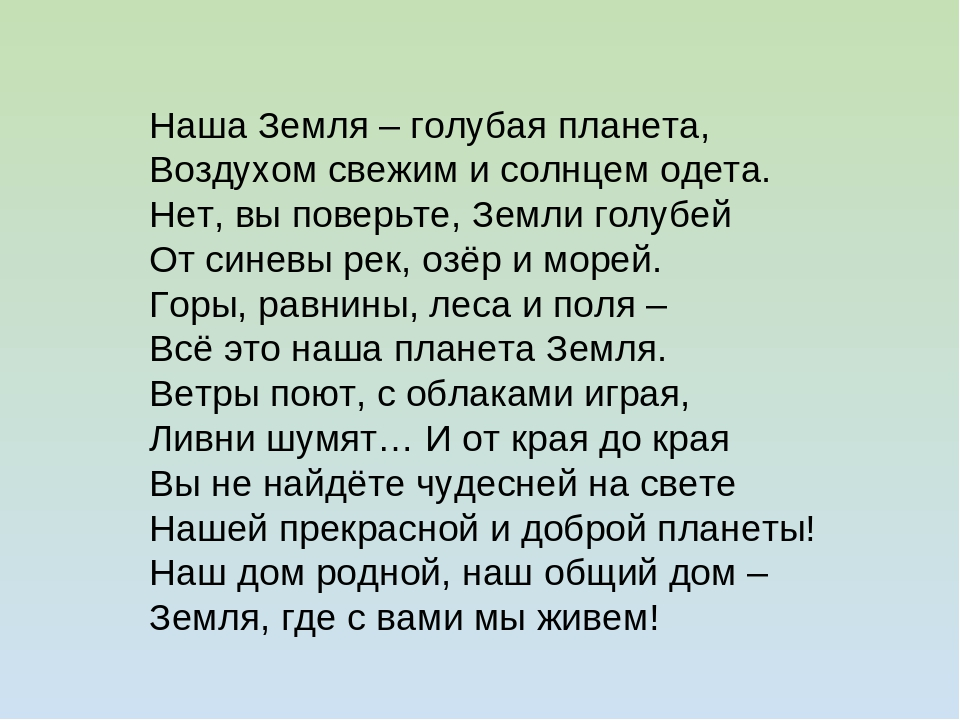 Наша Земля – голубая планета,
Воздухом свежим и солнцем одета.
Нет, вы поверьте, Земли голубей
От синевы рек, озёр и морей.
Горы, равнины, леса и поля –
Всё это наша планета Земля.
Ветры поют, с облаками играя,
Ливни шумят… И от края до края
Вы не найдёте чудесней на свете
Нашей прекрасной и доброй планеты!
Наш дом родной, наш общий дом –
Земля, где с вами мы живем!